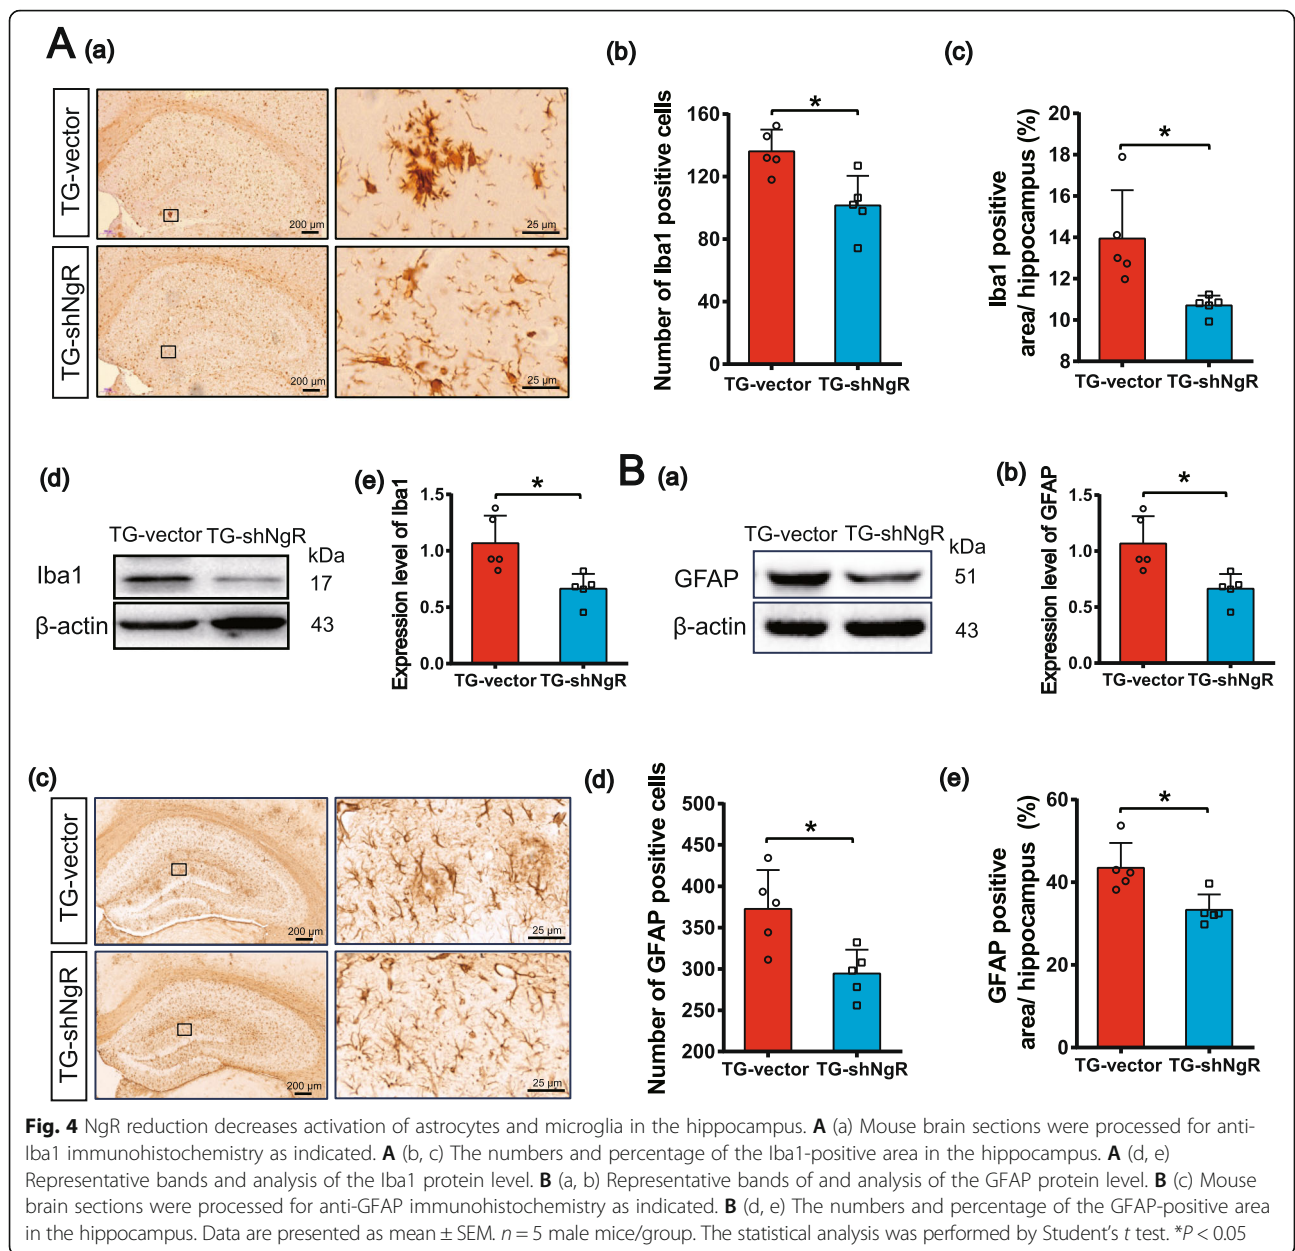 A (a)
TG-vector
200 µm
25 µm
TG-shNgR
200 µm
25 µm
(b)
Number of Iba1 positive cells
160
120
80
40
0
*
TG-vector TG-shNgR
(c)
Iba1 positive
area/ hippocampus (%)
20
18
16
14
12
10
8
*
TG-vector TG-shNgR
(d)
TG-vector TG-shNgR
kDa
Iba1 17
β-actin 43
(e)
Expression level of Iba1
1.5
1.0
0.5
0.0
*
TG-vector TG-shNgR
B (a)
TG-vector TG-shNgR
kDa
GFAP 51
β-actin 43
(b)
Expression level of GFAP
1.5
1.0
0.5
0.0
*
TG-vector TG-shNgR
(c)
TG-vector
200 µm
25 µm
TG-shNgR
200 µm
25 µm
(d)
Number of GFAP positive cells
500
450
400
350
300
250
200
*
TG-vector TG-shNgR
(e)
GFAP positive
area/ hippocampus (%)
60
40
20
0
*
TG-vector TG-shNgR
Fig. 4 NgR reduction decreases activation of astrocytes and microglia in the hippocampus. A (a) Mouse brain sections were processed for anti-
Iba1 immunohistochemistry as indicated. A (b, c) The numbers and percentage of the Iba1-positive area in the hippocampus. A (d, e)
Representative bands and analysis of the Iba1 protein level. B (a, b) Representative bands of and analysis of the GFAP protein level. B (c) Mouse
brain sections were processed for anti-GFAP immunohistochemistry as indicated. B (d, e) The numbers and percentage of the GFAP-positive area
in the hippocampus. Data are presented as mean ± SEM. n = 5 male mice/group. The statistical analysis was performed by Student's t test. *P < 0.05